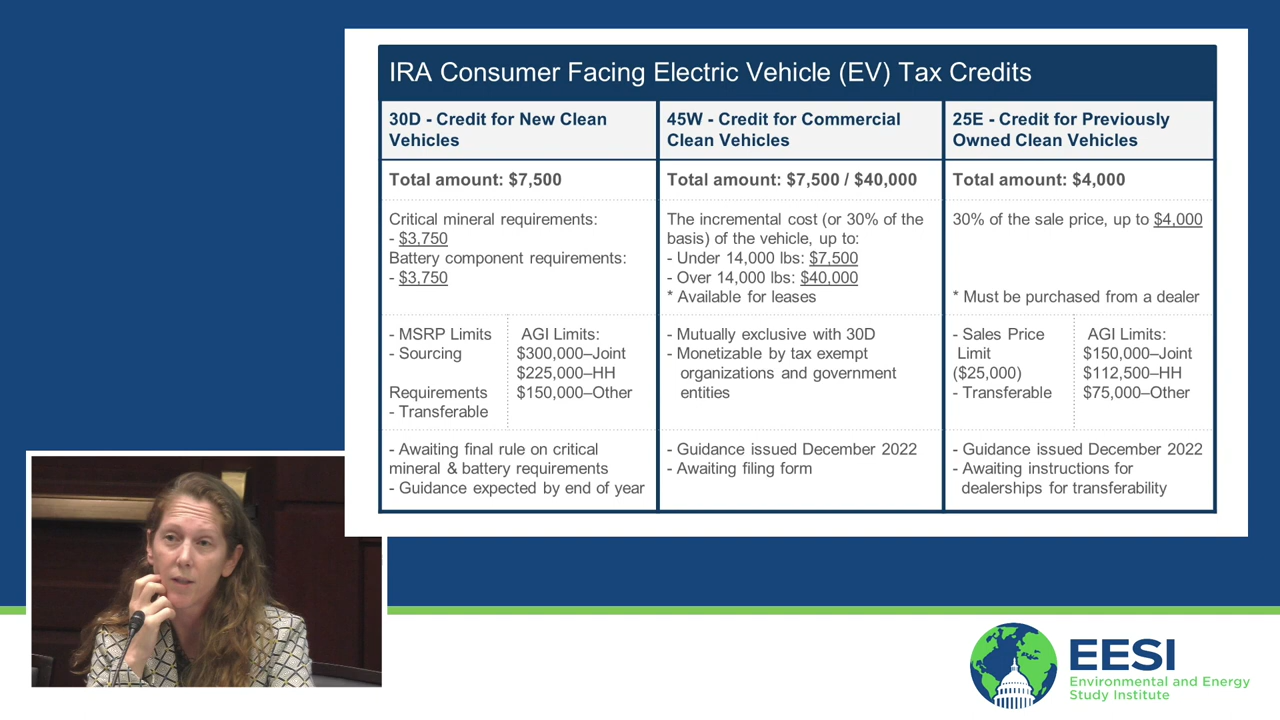 IRA Consumer Facing Electric Vehicle (EV) Tax Credits
30D - Credit for New Clean
Vehicles
Total amount: $7,500
Critical mineral requirements:
- $3,750
Battery component requirements:
- $3,750
- MSRP Limits
- Sourcing
Requirements
- Transferable
AGI Limits:
$300,000–Joint
$225,000–HH
$150,000–Other
- Awaiting final rule on critical
mineral & battery requirements
- Guidance expected by end of year
45W - Credit for Commercial
Clean Vehicles
Total amount: $7,500 / $40,000
The incremental cost (or 30% of the
basis) of the vehicle, up to:
- Under 14,000 lbs: $7,500
- Over 14,000 lbs: $40,000
* Available for leases
- Mutually exclusive with 30D
- Monetizable by tax exempt
organizations and government
entities
- Guidance issued December 2022
- Awaiting filing form
25E - Credit for Previously
Owned Clean Vehicles
Total amount: $4,000
30% of the sale price, up to $4,000
* Must be purchased from a dealer
- Sales Price
Limit
($25,000)
- Transferable
AGI Limits:
$150,000–Joint
$112,500–HH
$75,000–Other
- Guidance issued December 2022
- Awaiting instructions for
dealerships for transferability
EESI
Environmental and Energy
Study Institute